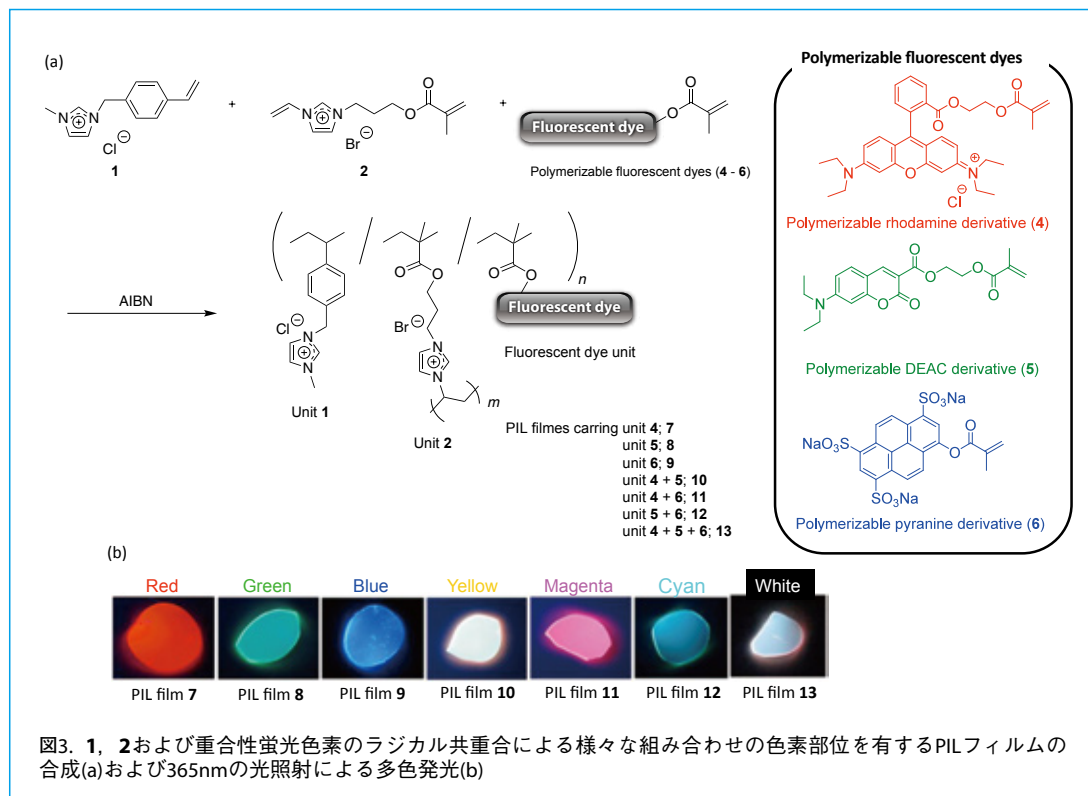 (a)
N
N
+
Cl
−
1
+
N
N
+
O
O
Br
−
2
+
Fluorescent dye
O
O
Polymerizable fluorescent dyes (4 - 6)
AIBN
n
Cl
−
N
+
N
Unit 1
O
O
Br
−
N
+
N
m
Unit 2
O
O
Fluorescent dye
Fluorescent dye unit
PIL filmes carring unit 4; 7
unit 5; 8
unit 6; 9
unit 4 + 5; 10
unit 4 + 6; 11
unit 5 + 6; 12
unit 4 + 5 + 6; 13
Polymerizable fluorescent dyes
O
O
O
O
N
O
N
+
Cl
−
Polymerizable rhodamine derivative (4)
O
O
O
O
N
O
O
Polymerizable DEAC derivative (5)
SO3Na
NaO3S
O
O
SO3Na
Polymerizable pyranine derivative (6)
(b)
Red Green Blue Yellow Magenta Cyan White
PIL film 7 PIL film 8 PIL film 9 PIL film 10 PIL film 11 PIL film 12 PIL film 13
図3. 1，2および重合性蛍光色素のラジカル共重合による様々な組み合わせの色素部位を有するPILフィルムの
合成(a)および365nmの光照射による多色発光(b)